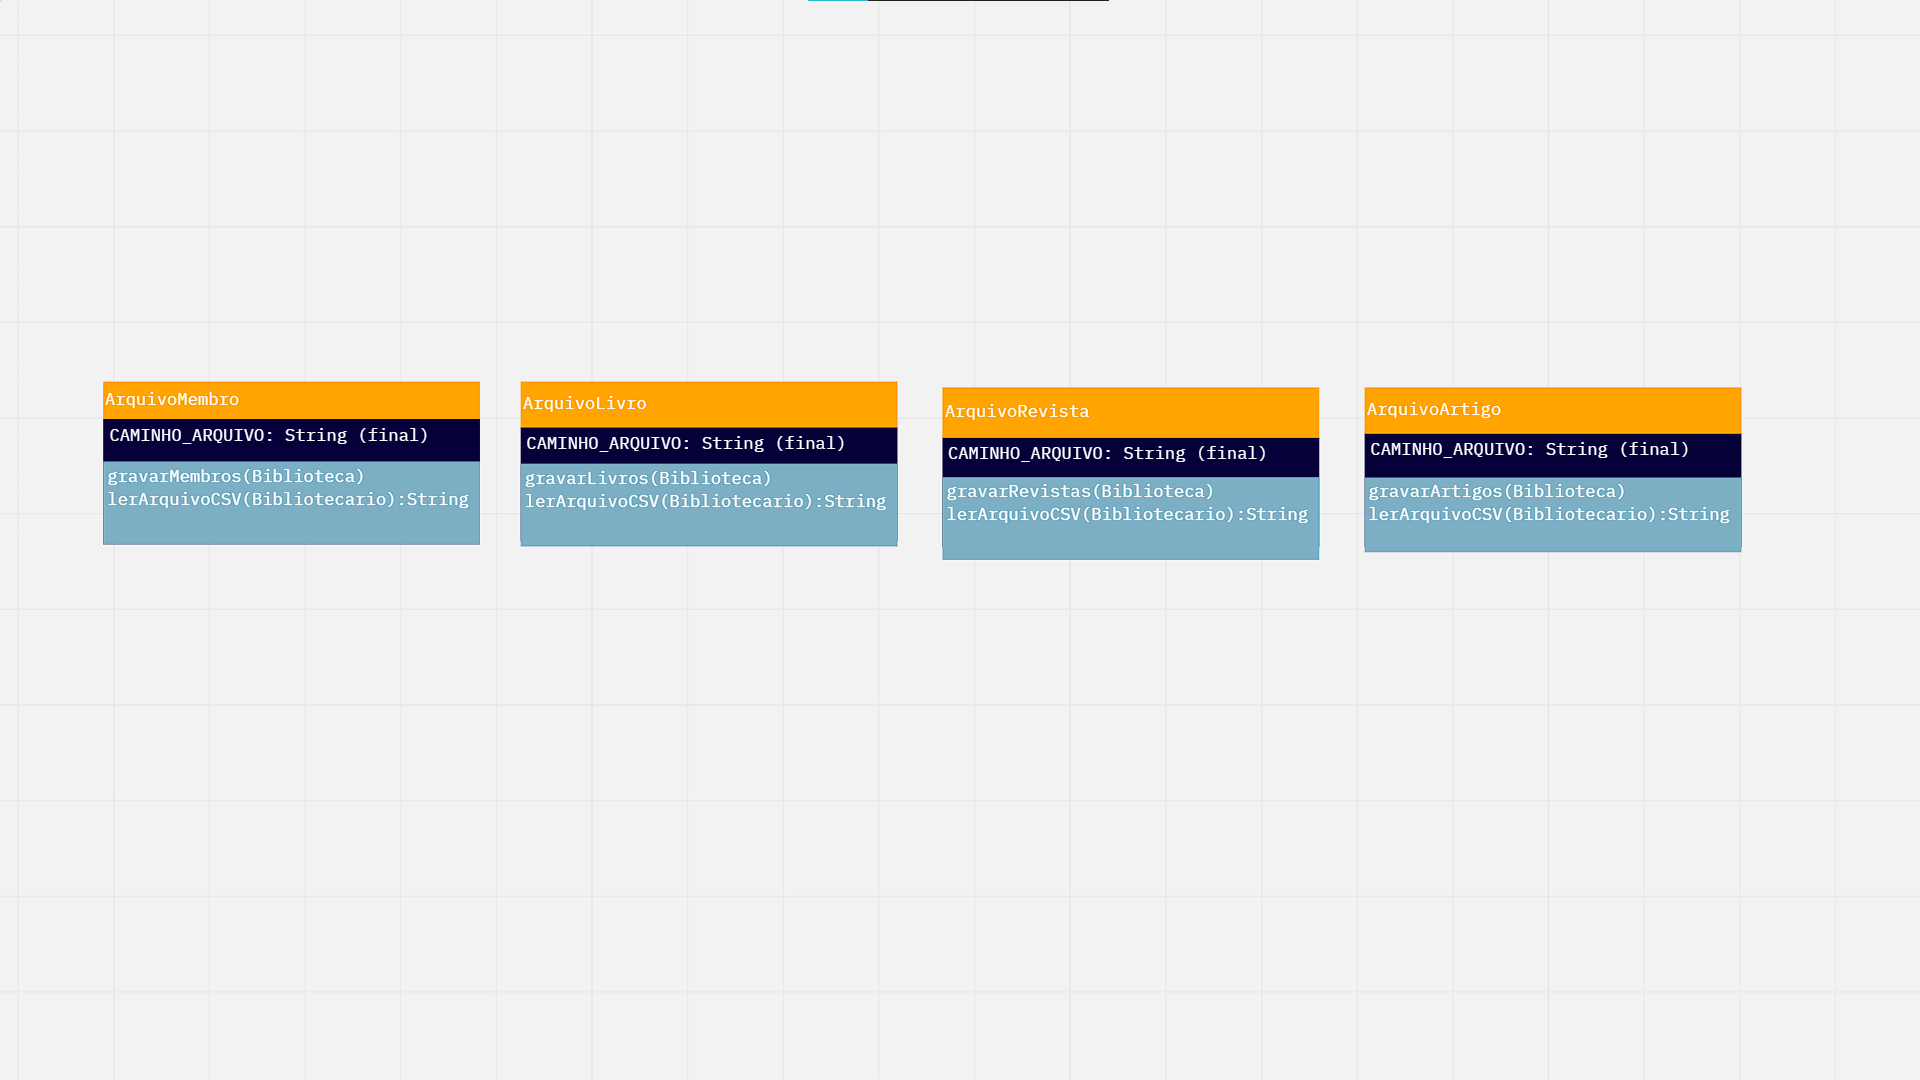 ArquivoMembro
CAMINHO_ARQUIVO: String (final)
gravarMembros(Biblioteca)
lerArquivoCSV(Bibliotecario):String
ArquivoLivro
CAMINHO_ARQUIVO: String (final)
gravarLivros(Biblioteca)
lerArquivoCSV(Bibliotecario):String
ArquivoRevista
CAMINHO_ARQUIVO: String (final)
gravarRevistas(Biblioteca)
lerArquivoCSV(Bibliotecario):String
ArquivoArtigo
CAMINHO_ARQUIVO: String (final)
gravarArtigos(Biblioteca)
lerArquivoCSV(Bibliotecario):String